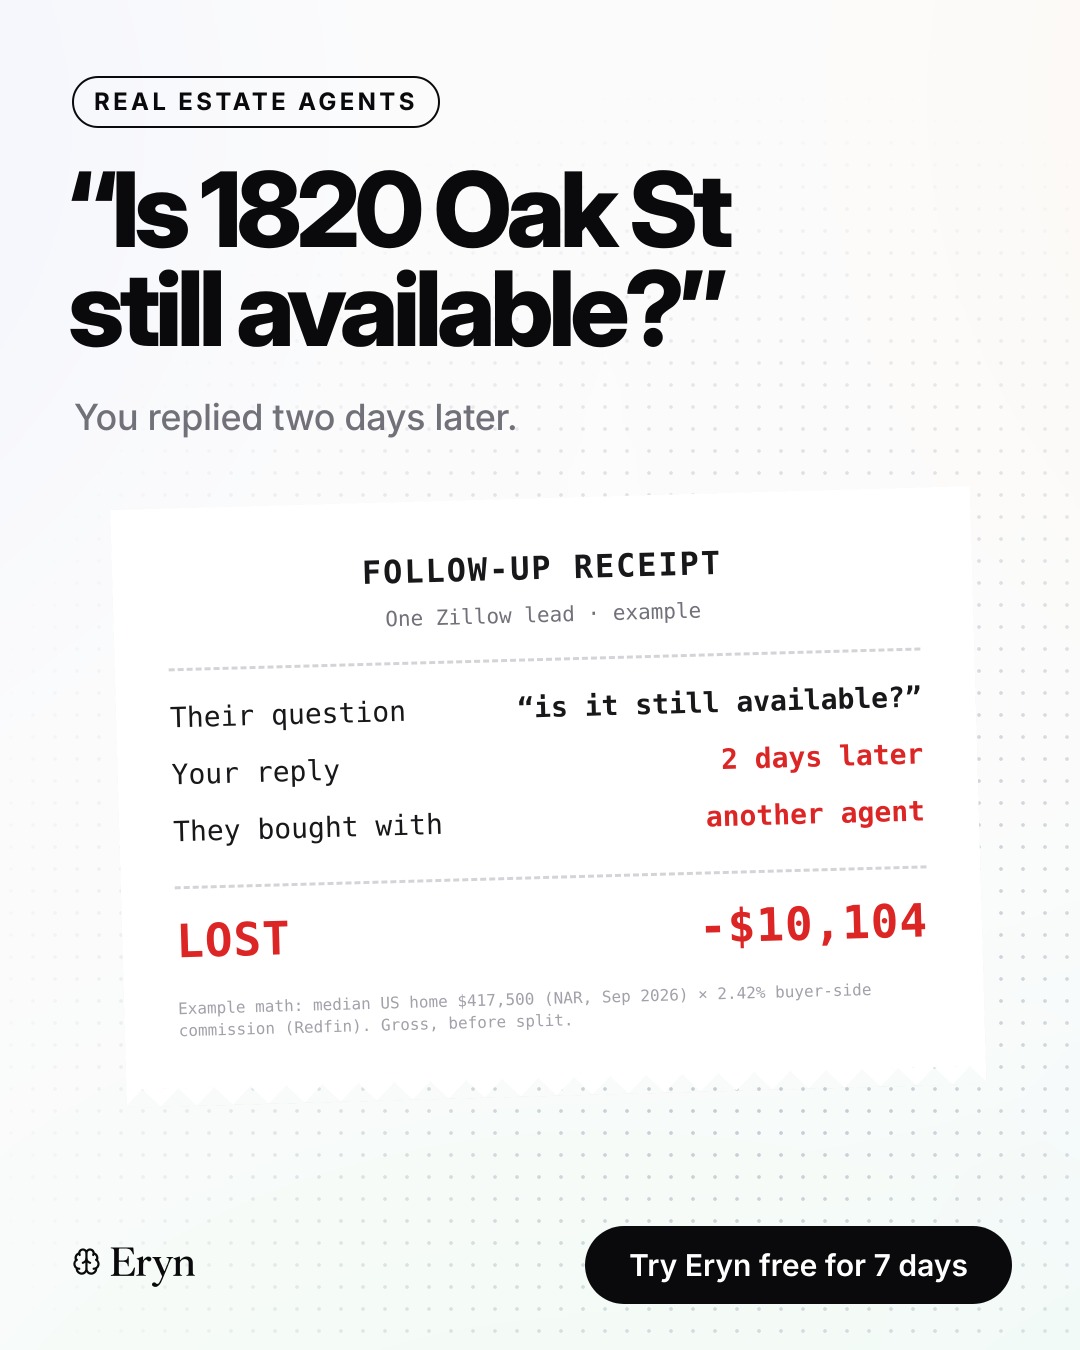 REAL ESTATE AGENTS
“Is 1820 Oak St
still available?”
You replied two days later.
FOLLOW-UP RECEIPT
One Zillow lead · example
Their question “is it still available?”
Your reply 2 days later
They bought with another agent
LOST -$10,104
Example math: median US home $417,500 (NAR, Sep 2026) × 2.42% buyer-side
commission (Redfin). Gross, before split.
Eryn
Try Eryn free for 7 days